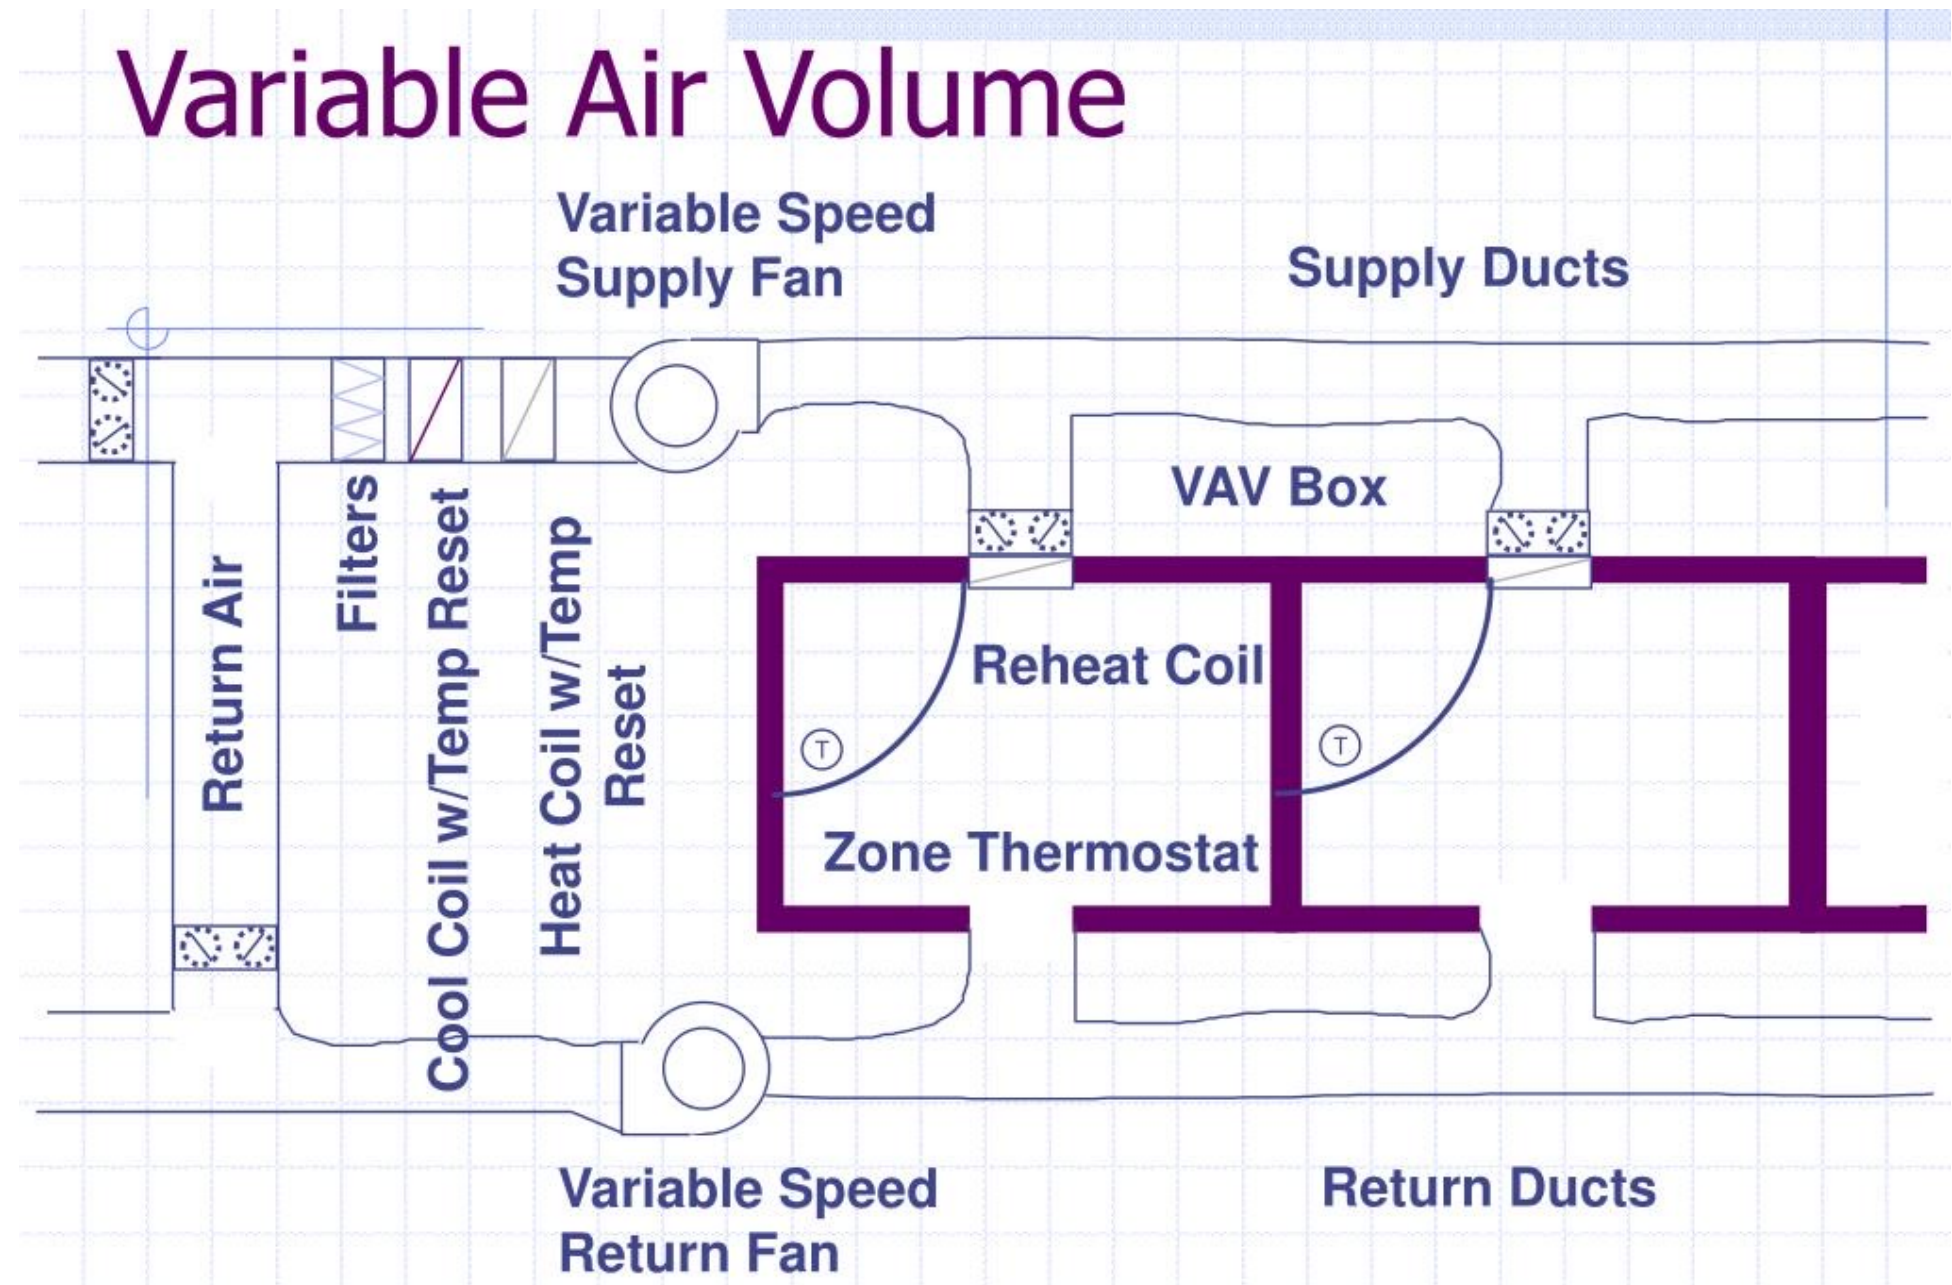 Variable Air Volume
Variable Speed
Supply Fan
Supply Ducts
VAV Box
Filters
Cool Coil w/Temp Reset
Heat Coil w/Temp
Reset
Return Air
Reheat Coil
T
T
Zone Thermostat
Variable Speed
Return Fan
Return Ducts